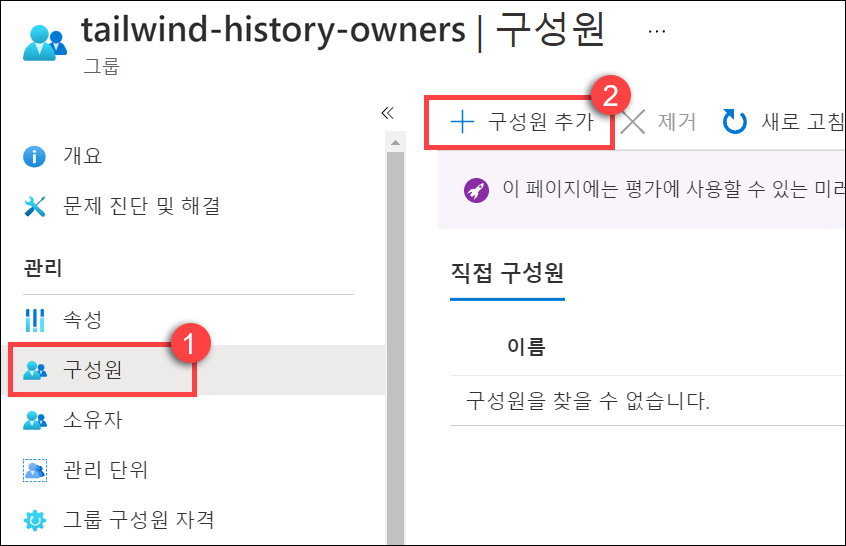 tailwind-history-owners | 구성원 ...
그룹
2
구성원 추가 제거 새로 고침
개요
이 페이지에는 평가에 사용할 수 있는 미리
문제 진단 및 해결
관리
직접 구성원
속성
1
이름
구성원
구성원을 찾을 수 없습니다.
소유자
관리 단위
그룹 구성원 자격